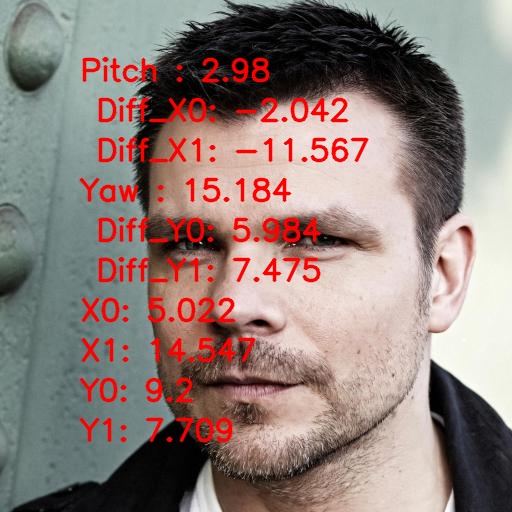 Pitch : 2.98
Diff_X0: -2.042
Diff_X1: -11.567
Yaw : 15.184
Diff_Y0: 5.984
Diff_Y1: 7.475
X0: 5.022
X1: 14.547
Y0: 9.2
Y1: 7.709